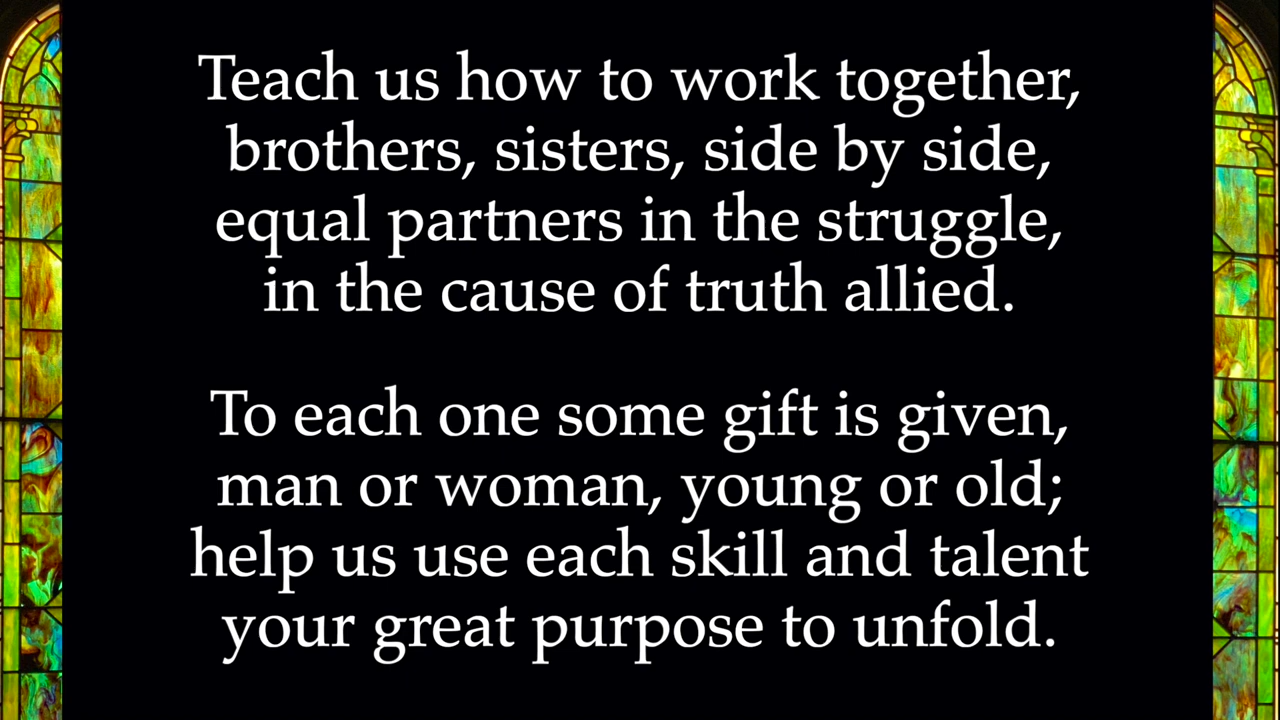 Teach us how to work together,
brothers, sisters, side by side,
equal partners in the struggle,
in the cause of truth allied.
To each one some gift is given,
man or woman, young or old;
help us use each skill and talent
your great purpose to unfold.